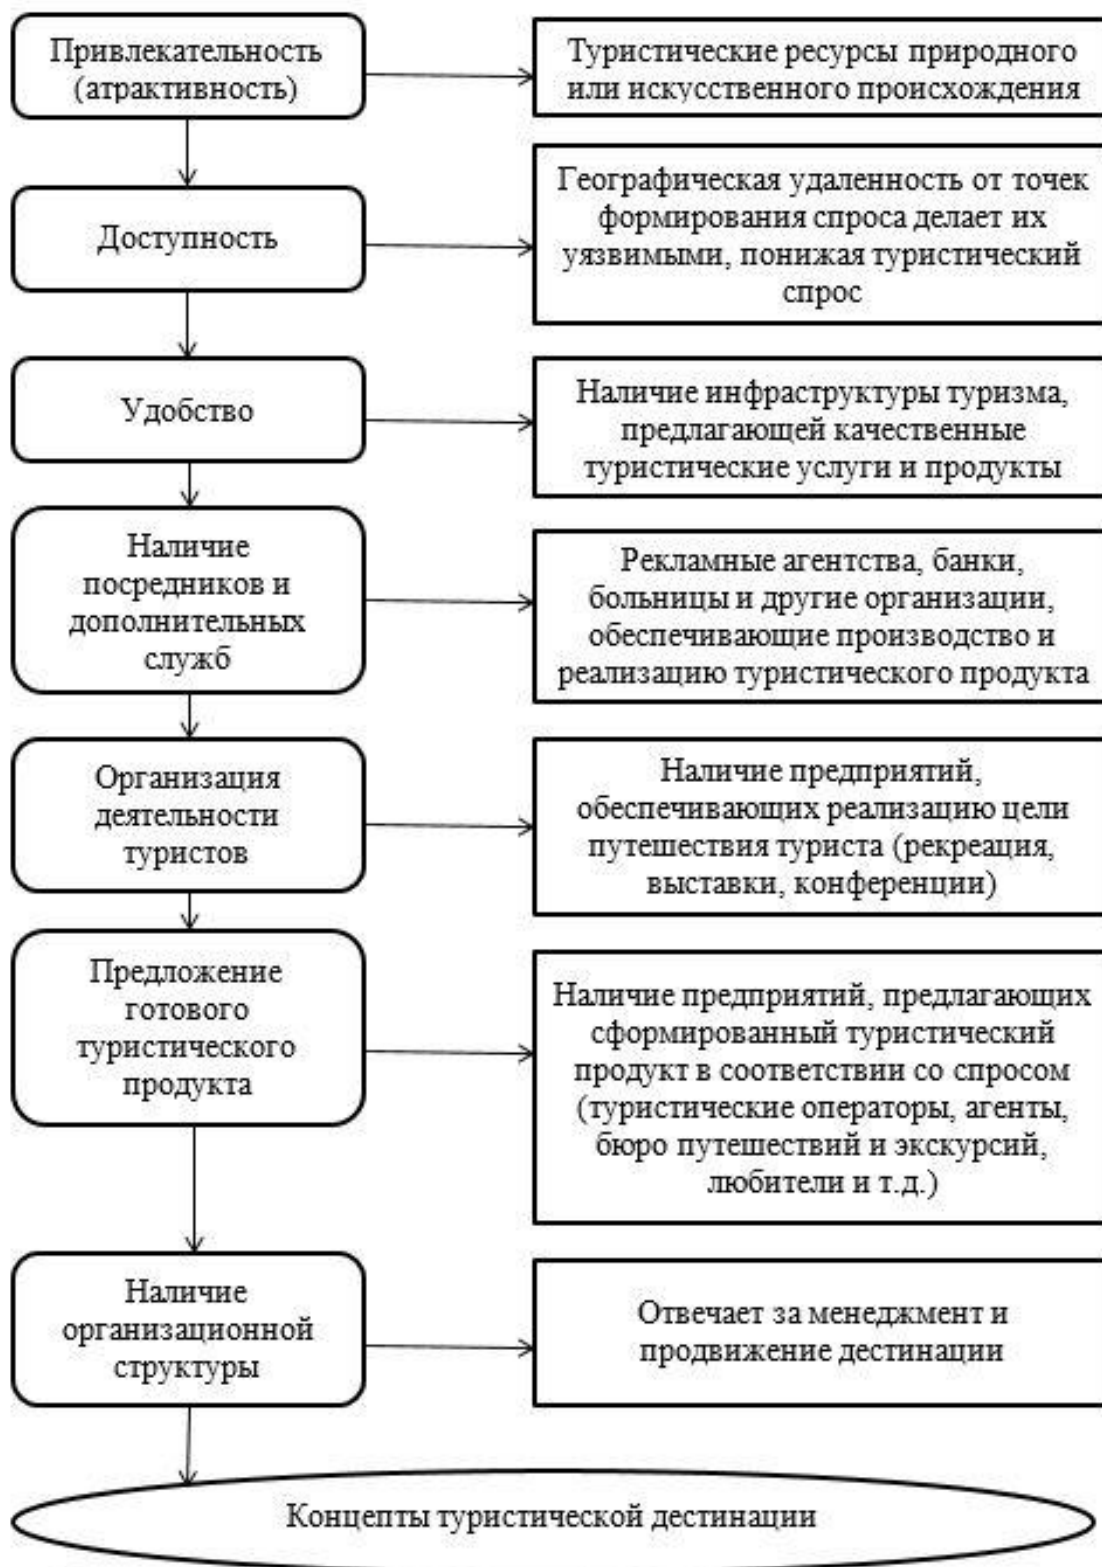 Привлекательность
(атрактивность)
Туристические ресурсы природного
или искусственного происхождения
Доступность
Географическая удаленность от точек
формирования спроса делает их
уязвимыми, понижая туристический
спрос
Удобство
Наличие инфраструктуры туризма,
предлагающей качественные
туристические услуги и продукты
Наличие
посредников и
дополнительных
служб
Рекламные агентства, банки,
больницы и другие организации,
обеспечивающие производство и
реализацию туристического продукта
Организация
деятельности
туристов
Наличие предприятий,
обеспечивающих реализацию цели
путешествия туриста (рекреация,
выставки, конференции)
Предложение
готового
туристического
продукта
Наличие предприятий, предлагающих
сформированный туристический
продукт в соответствии со спросом
(туристические операторы, агенты,
бюро путешествий и экскурсий,
любители и т.д.)
Наличие
организационной
структуры
Отвечает за менеджмент и
продвижение дестинации
Концепты туристической дестинации